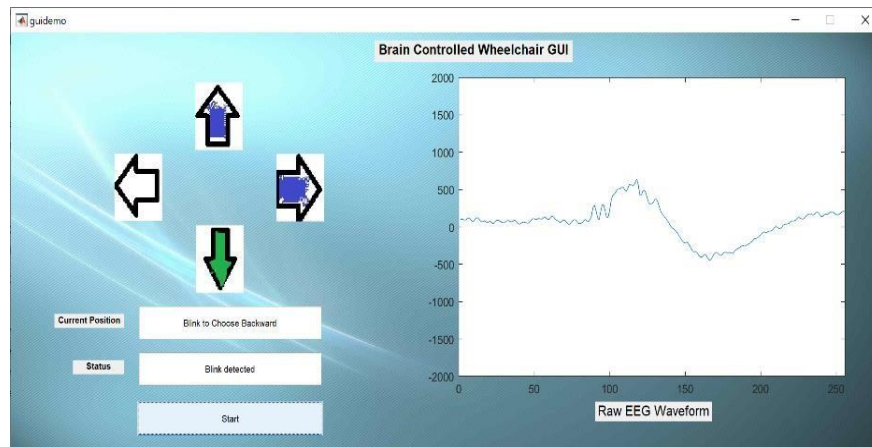 guidemo
Brain Controlled Wheelchair GUI
Current Position
Blink to Choose Backward
Status
Blink detected
Start
2000
1500
1000
500
0
-500
-1000
-1500
-2000
0 50 100 150 200 250
Raw EEG Waveform